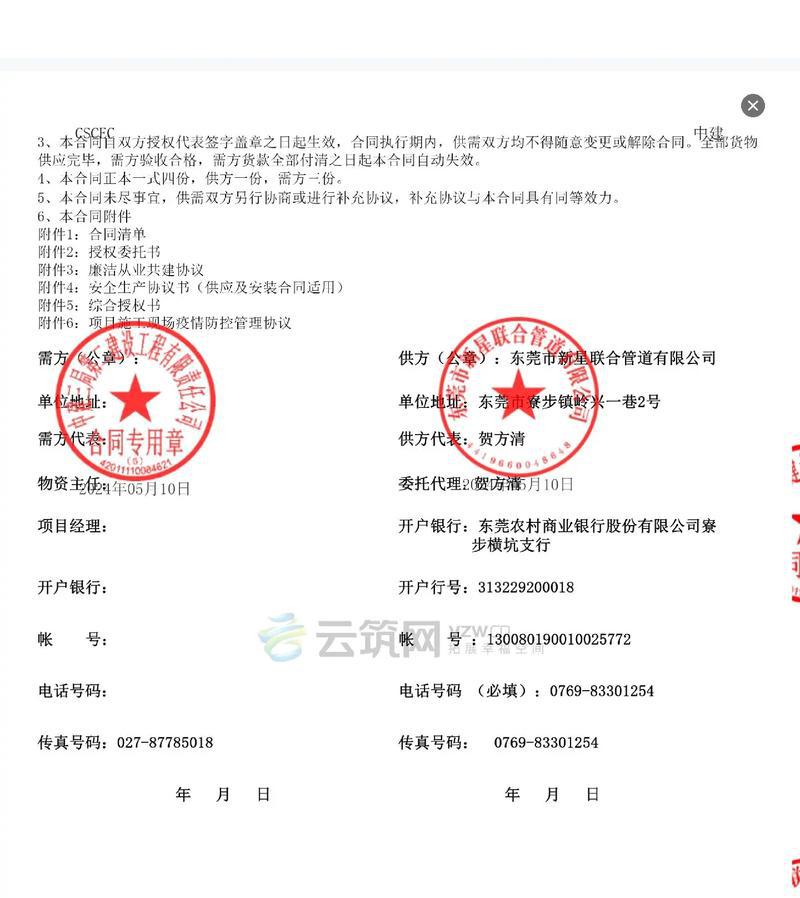 CSCEC 中建
3、本合同自双方授权代表签字盖章之日起生效，合同执行期内，供需双方均不得随意变更或解除合同。全部货物
供应完毕，需方验收合格，需方货款全部付清之日起本合同自动失效。
4、本合同正本一式四份，供方一份，需方三份。
5、本合同未尽事宜，供需双方另行协商或进行补充协议，补充协议与本合同具有同等效力。
6、本合同附件
附件1：合同清单
附件2：授权委托书
附件3：廉洁从业共建协议
附件4：安全生产协议书（供应及安装合同适用）
附件5：综合授权书
附件6：项目施工现场疫情防控管理协议
需方（公章）： 供方（公章）：东莞市新星联合管道有限公司
中建三局第一建设工程有限责任公司
合同专用章
(6)
42011110084621
东莞市新星联合管道有限公司
4419660048648
单位地址： 单位地址：东莞市寮步镇岭兴一巷2号
需方代表： 供方代表：贺方清
物资主任： 委托代理：贺方清
2024年05月10日 5月10日
项目经理： 开户银行：东莞农村商业银行股份有限公司寮
步横坑支行
开户银行： 开户行号：313229200018
云筑网 YZW.CN
拓展幸福空间
帐 号： 帐 号：130080190010025772
电话号码： 电话号码 （必填）：0769-83301254
传真号码：027-87785018 传真号码： 0769-83301254
年 月 日 年 月 日